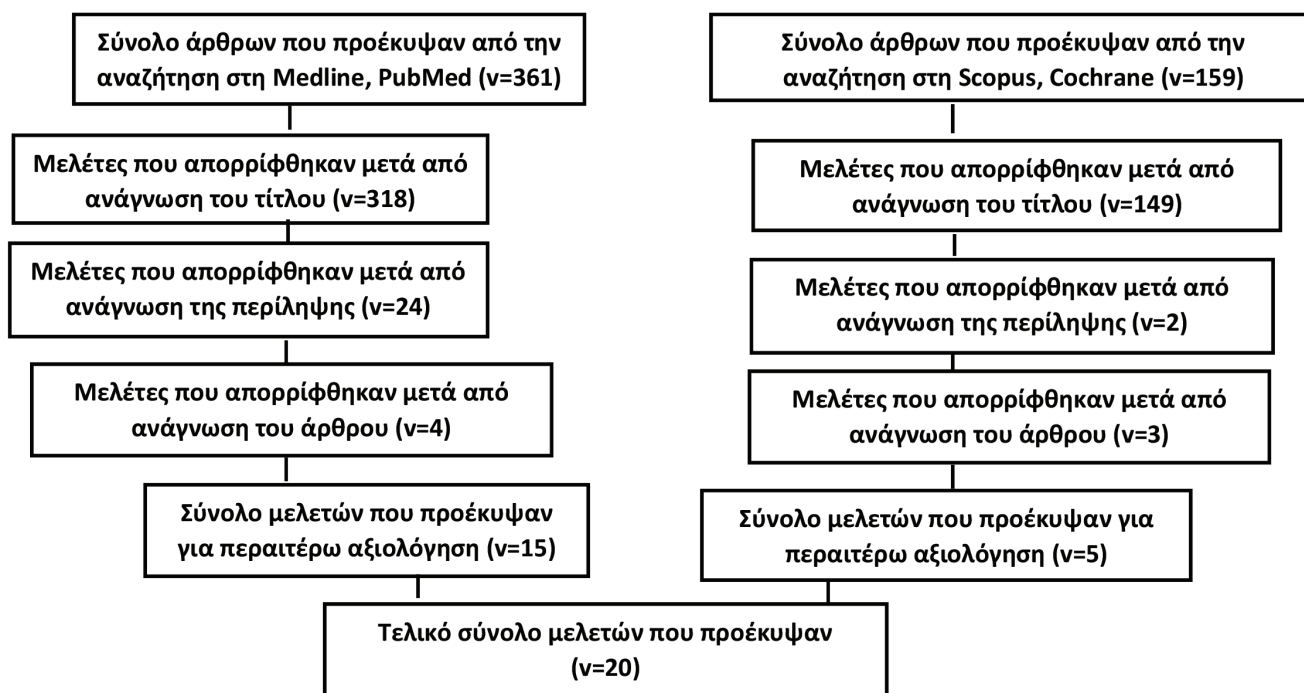 Σύνολο άρθρων που προέκυψαν από την
αναζήτηση στη Medline, PubMed (ν=361)
Μελέτες που απορρίφθηκαν μετά από
ανάγνωση του τίτλου (ν=318)
Μελέτες που απορρίφθηκαν μετά από
ανάγνωση της περίληψης (ν=24)
Μελέτες που απορρίφθηκαν μετά από
ανάγνωση του άρθρου (ν=4)
Σύνολο μελετών που προέκυψαν
για περαιτέρω αξιολόγηση (ν=15)
Σύνολο άρθρων που προέκυψαν από την
αναζήτηση στη Scopus, Cochrane (ν=159)
Μελέτες που απορρίφθηκαν μετά από
ανάγνωση του τίτλου (ν=149)
Μελέτες που απορρίφθηκαν μετά από
ανάγνωση της περίληψης (ν=2)
Μελέτες που απορρίφθηκαν μετά από
ανάγνωση του άρθρου (ν=3)
Σύνολο μελετών που προέκυψαν για
περαιτέρω αξιολόγηση (ν=5)
Τελικό σύνολο μελετών που προέκυψαν
(ν=20)